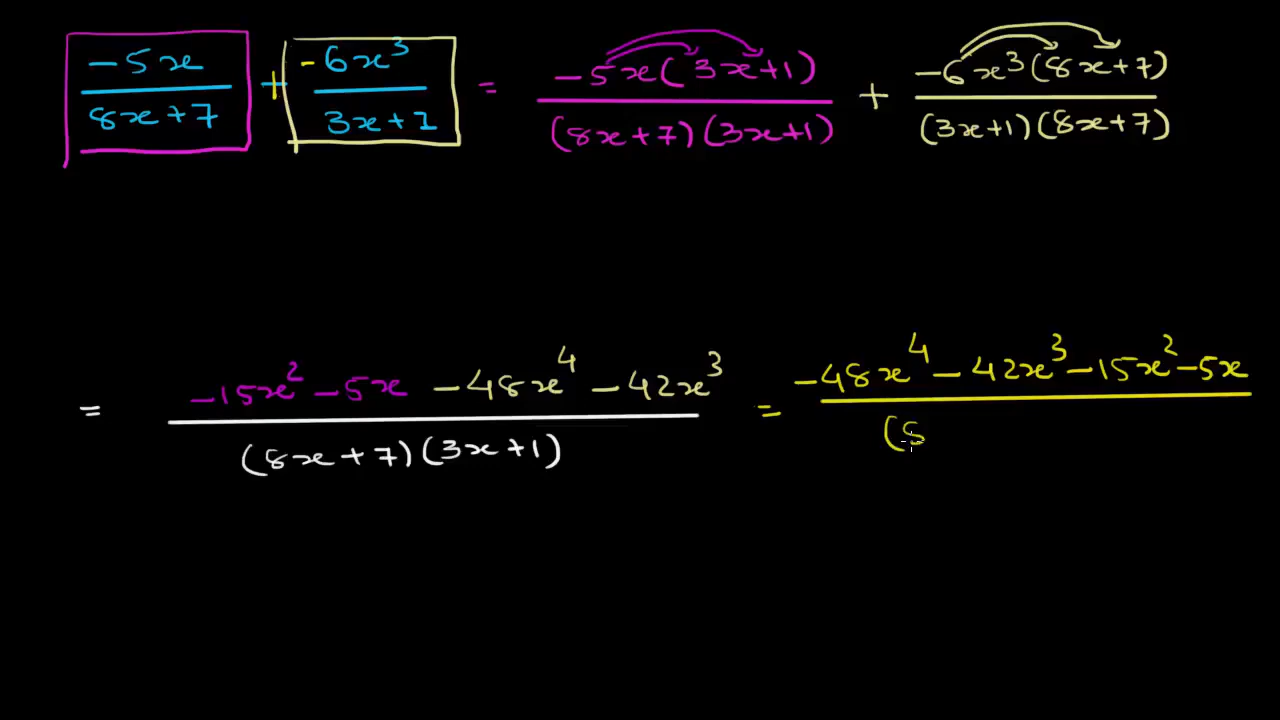 -5x / 8x+7 + -6x³ / 3x+1 = -5x(3x+1) / (8x+7)(3x+1) + -6x³(8x+7) / (3x+1)(8x+7)
= -15x² -5x -48x⁴ -42x³ / (8x+7)(3x+1) = -48x⁴ -42x³ -15x² -5x / (8